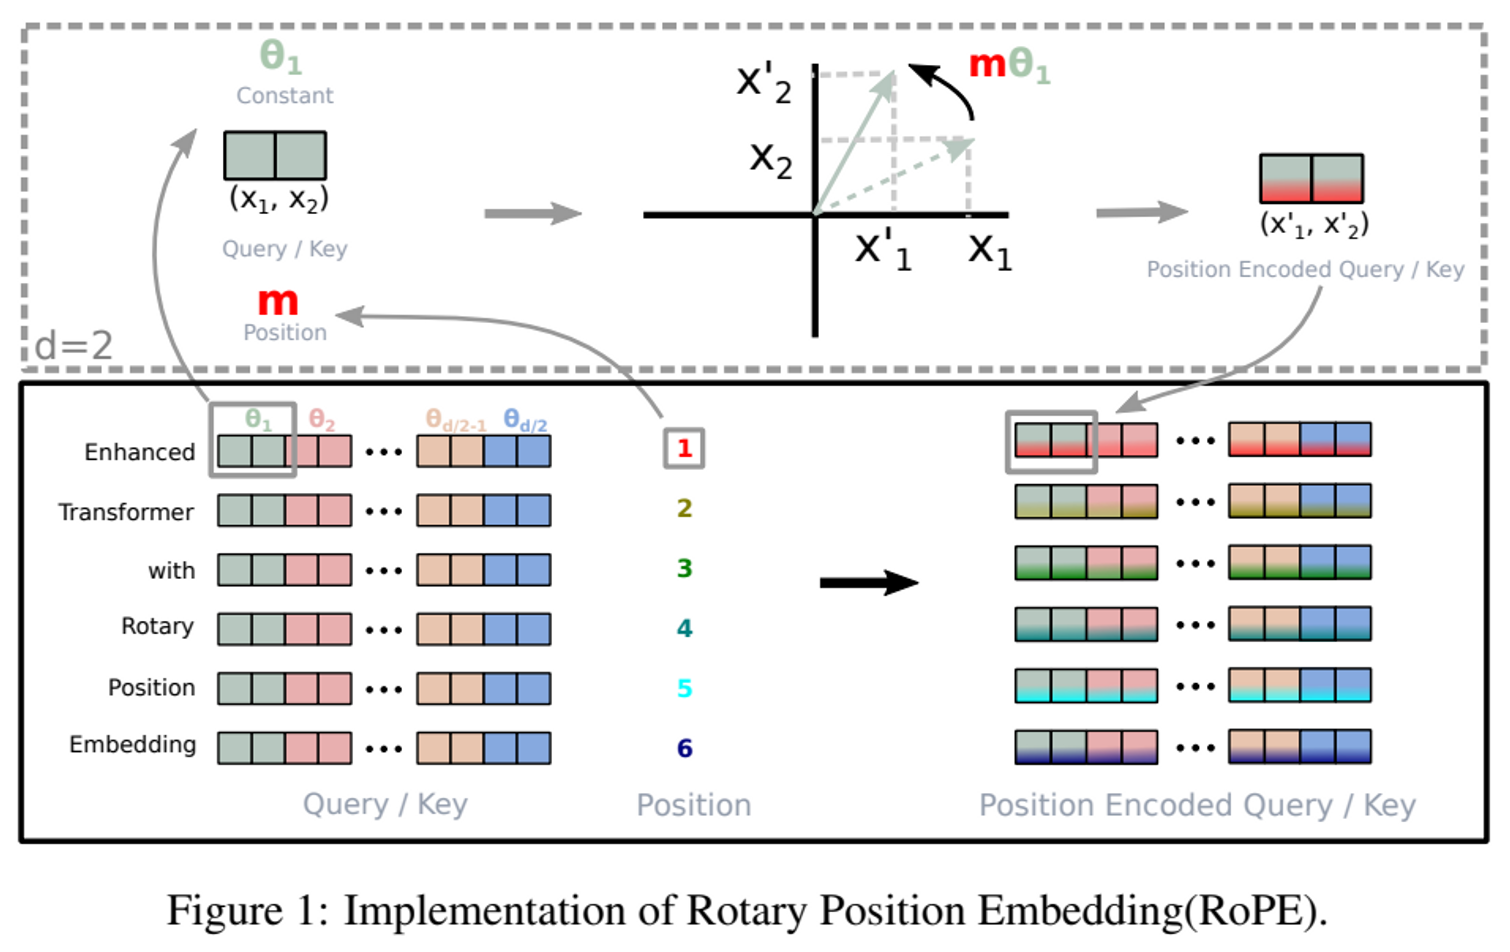 θ1
Constant
(x1, x2)
Query / Key
m
Position
d=2
x'2
x2
x'1
x1
mθ1
(x'1, x'2)
Position Encoded Query / Key
θ1 θ2 θd/2-1 θd/2
Enhanced ••• 1 •••
Transformer ••• 2 •••
with ••• 3 •••
Rotary ••• 4 •••
Position ••• 5 •••
Embedding ••• 6 •••
Query / Key Position Position Encoded Query / Key
Figure 1: Implementation of Rotary Position Embedding(RoPE).